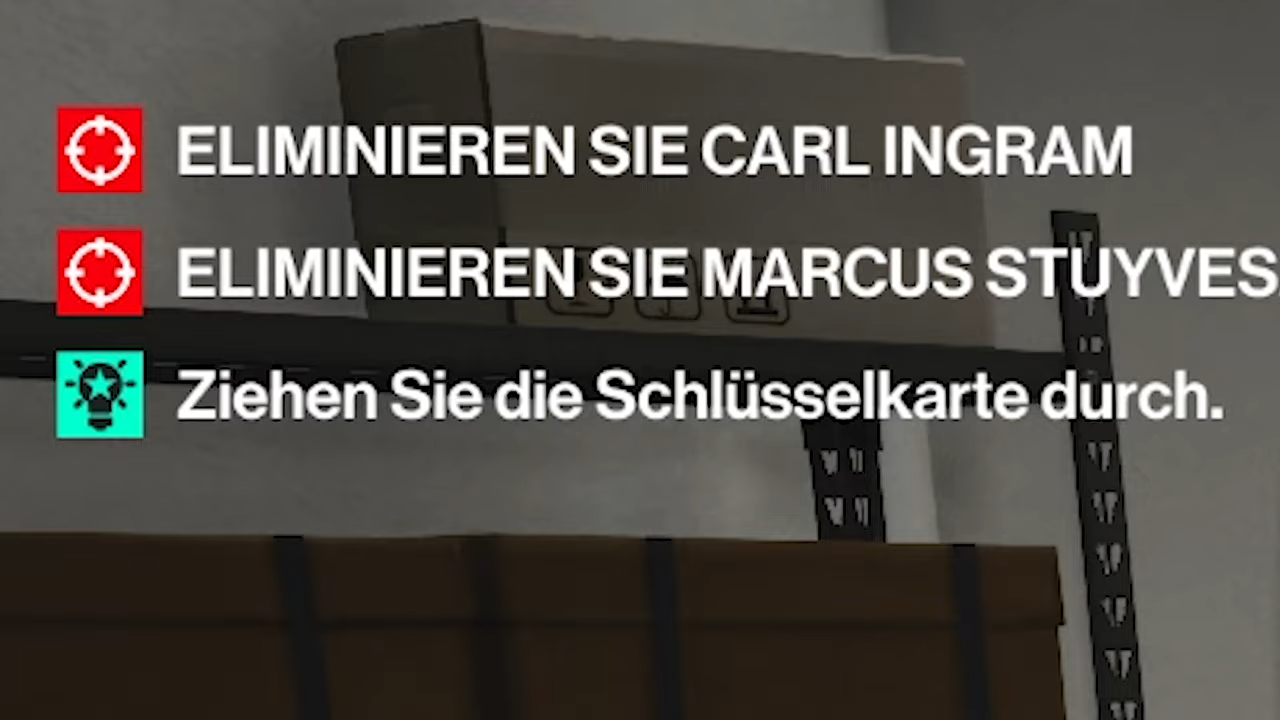 ELIMINIEREN SIE CARL INGRAM
ELIMINIEREN SIE MARCUS STUYVES
Ziehen Sie die Schlüsselkarte durch.